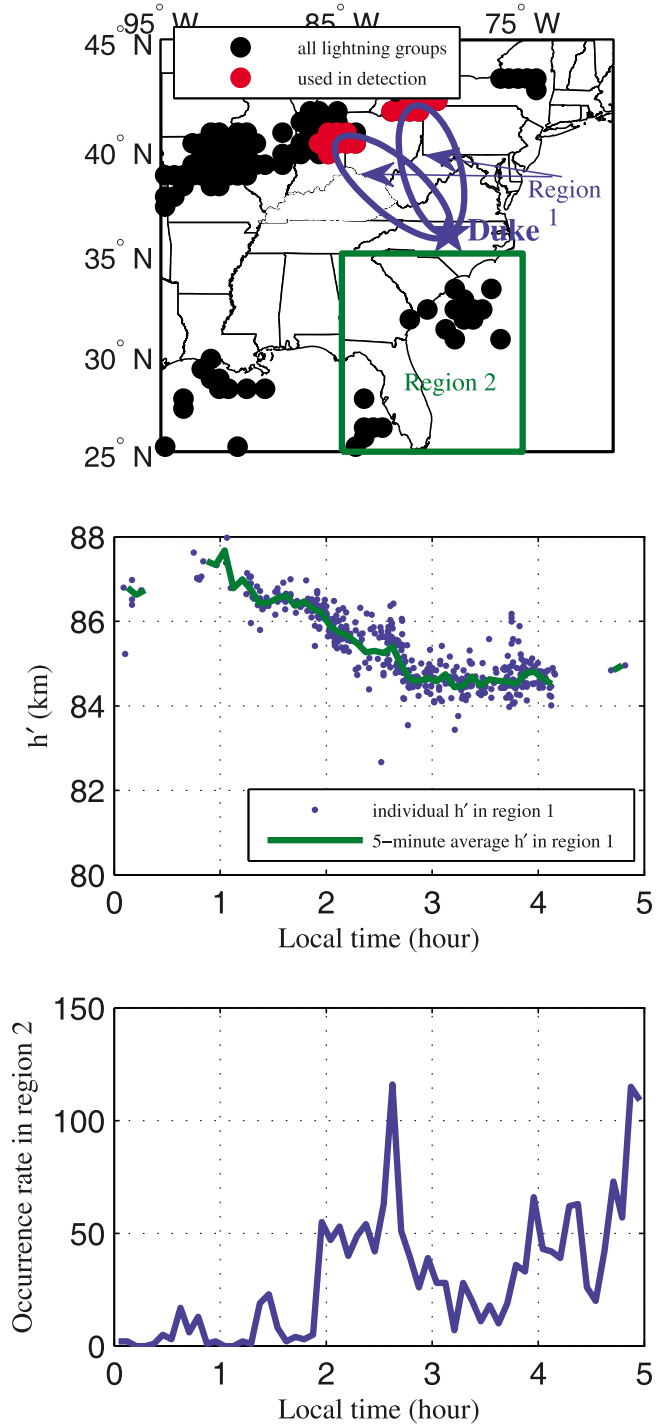 95° W 85° W 75° W
45° N
all lightning groups
used in detection
40° N
Region
1
Duke
35° N
30° N
Region 2
25° N
88
86
84
82
80
h′ (km)
individual h′ in region 1
5−minute average h′ in region 1
0 1 2 3 4 5
Local time (hour)
150
100
50
0
Occurrence rate in region 2
0 1 2 3 4 5
Local time (hour)